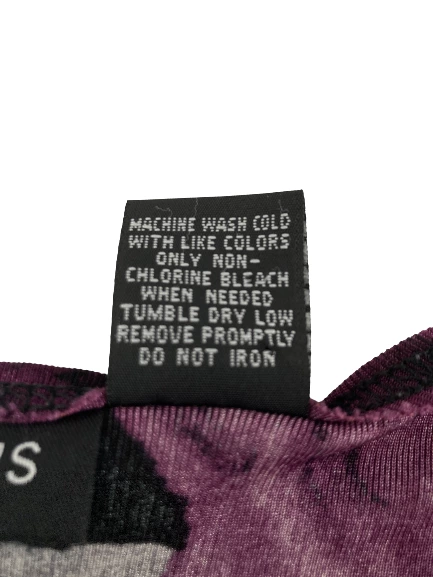 MACHINE WASH COLD
WITH LIKE COLORS
ONLY NON-
CHLORINE BLEACH
WHEN NEEDED
TUMBLE DRY LOW
REMOVE PROMPTLY
DO NOT IRON